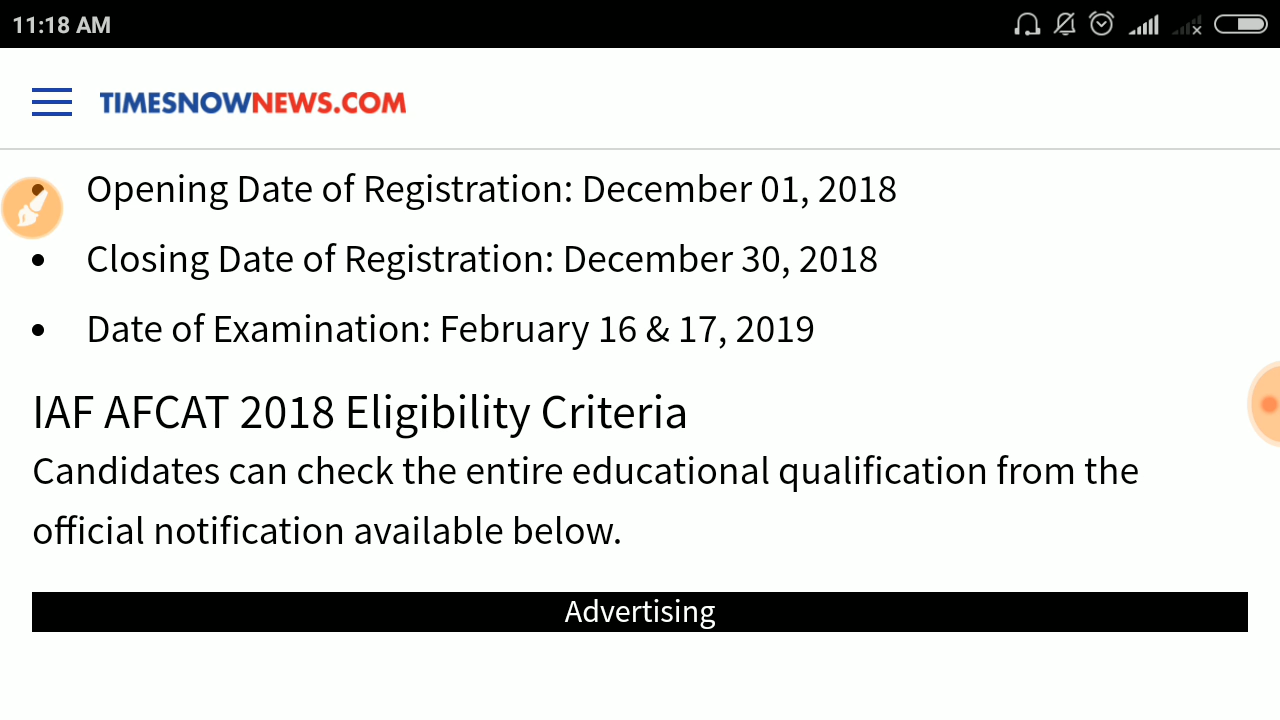 11:18 AM
TIMESNOWNEWS.COM
• Opening Date of Registration: December 01, 2018
• Closing Date of Registration: December 30, 2018
• Date of Examination: February 16 & 17, 2019
IAF AFCAT 2018 Eligibility Criteria
Candidates can check the entire educational qualification from the
official notification available below.
Advertising